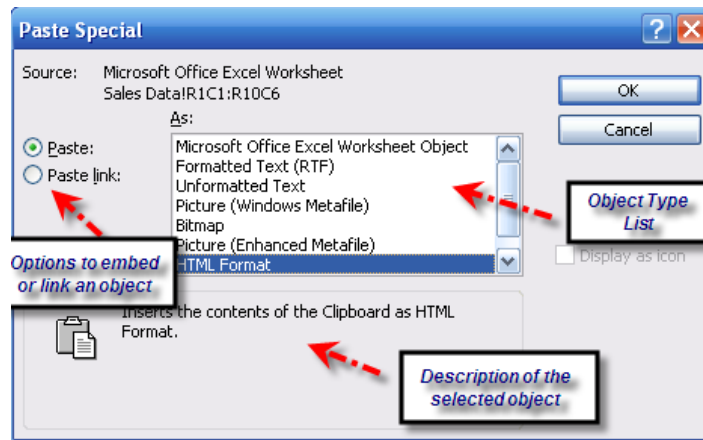 Paste Special
Source: Microsoft Office Excel Worksheet
Sales Data!R1C1:R10C6
As:
Paste:
Paste link:
Microsoft Office Excel Worksheet Object
Formatted Text (RTF)
Unformatted Text
Picture (Windows Metafile)
Bitmap
Picture (Enhanced Metafile)
HTML Format
OK
Cancel
Object Type
List
Display as icon
Options to embed
or link an object
Inserts the contents of the Clipboard as HTML
Format.
Description of the
selected object